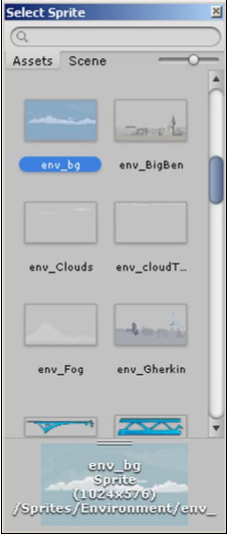 Select Sprite
Assets Scene
env_bg env_BigBen
env_Clouds env_cloudT...
env_Fog env_Gherkin
env_bg
Sprite
(1024x576)
/Sprites/Environment/env_